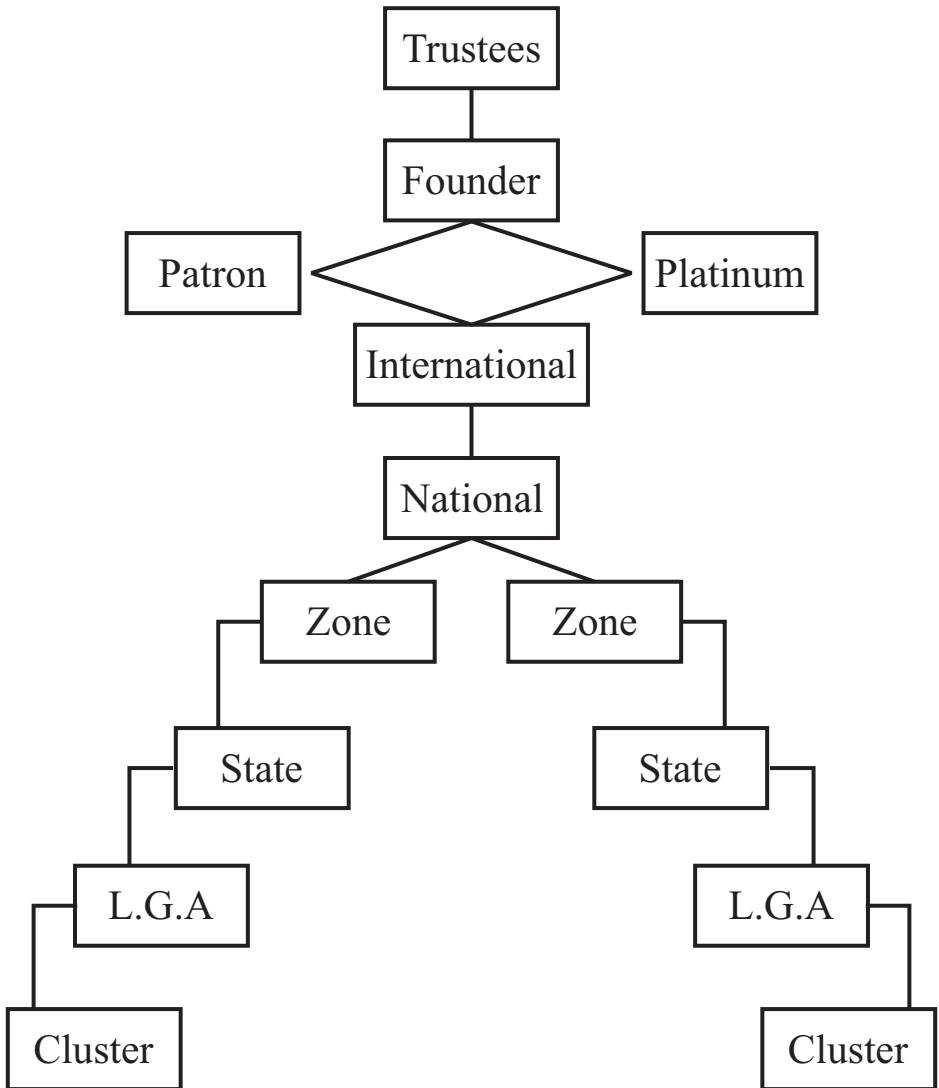 Trustees
Founder
Patron
Platinum
International
National
Zone
Zone
State
State
L.G.A
L.G.A
Cluster
Cluster